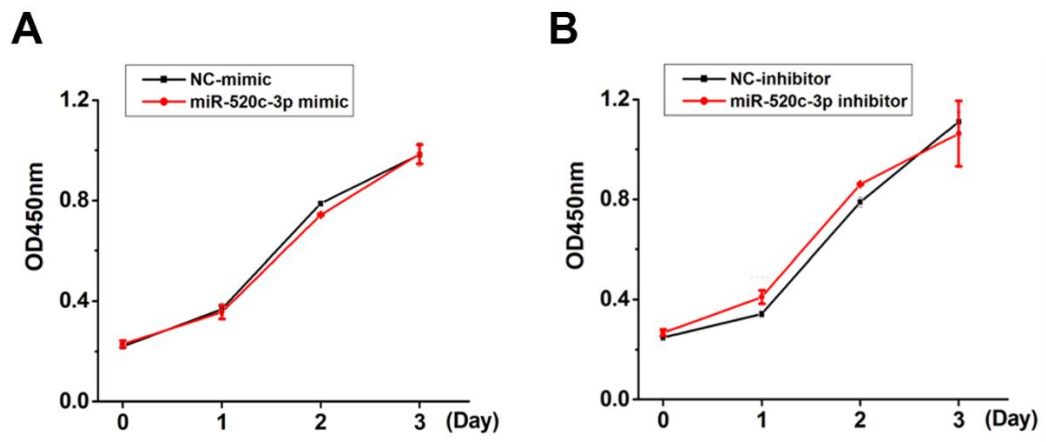 A
NC-mimic
miR-520c-3p mimic
OD450nm
1.2
0.8
0.4
0.0
0 1 2 3 (Day)
B
NC-inhibitor
miR-520c-3p inhibitor
OD450nm
1.2
0.8
0.4
0.0
0 1 2 3 (Day)